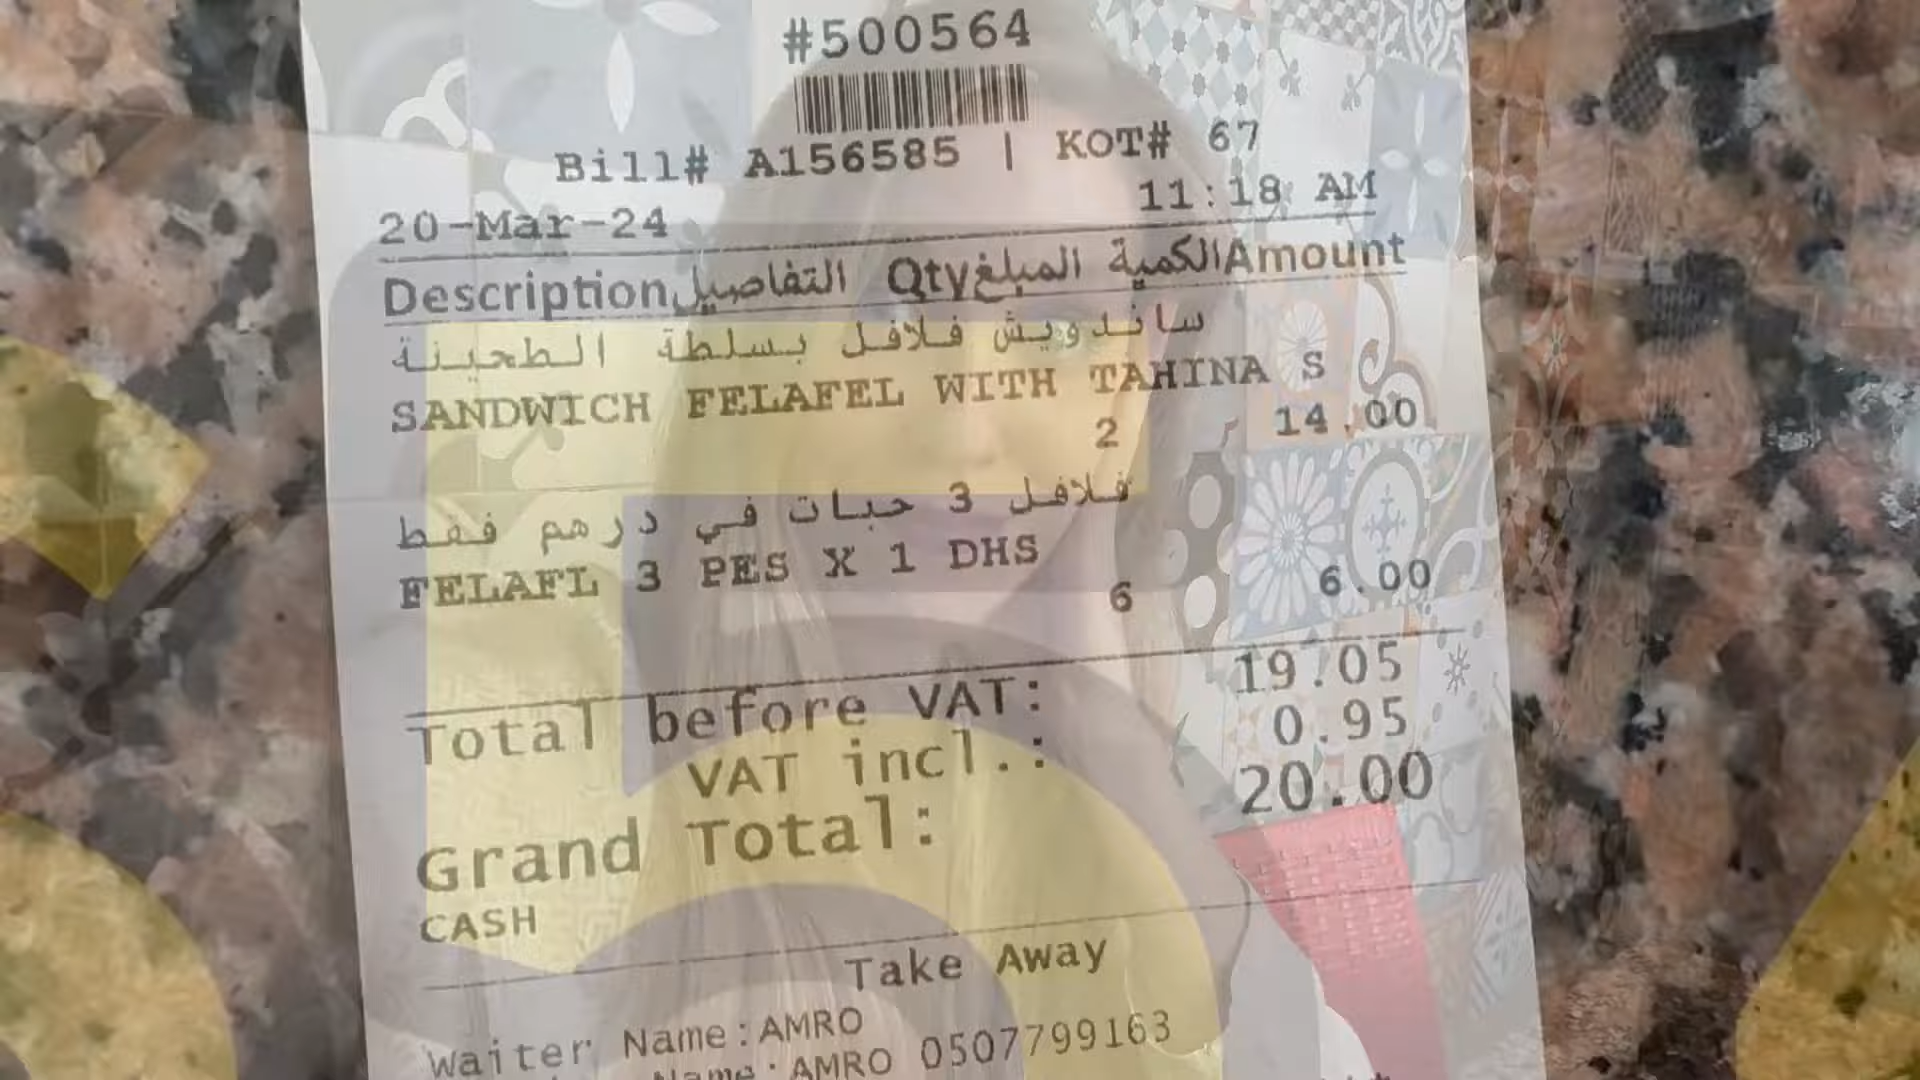 #500564
Bill# A156585 | KOT# 67
20-Mar-24 11:18 AM
Description التفاصيل Qty المبلغ الكمية Amount
ساندويش فلافل بسلطة الطحينة
SANDWICH FELAFEL WITH TAHINA S
2 14.00
فلافل 3 حبات في درهم فقط
FELAFL 3 PES X 1 DHS
6 6.00
Total before VAT: 19.05
VAT incl.: 0.95
Grand Total: 20.00
CASH
Take Away
Waiter Name:AMRO
Name:AMRO 0507799163